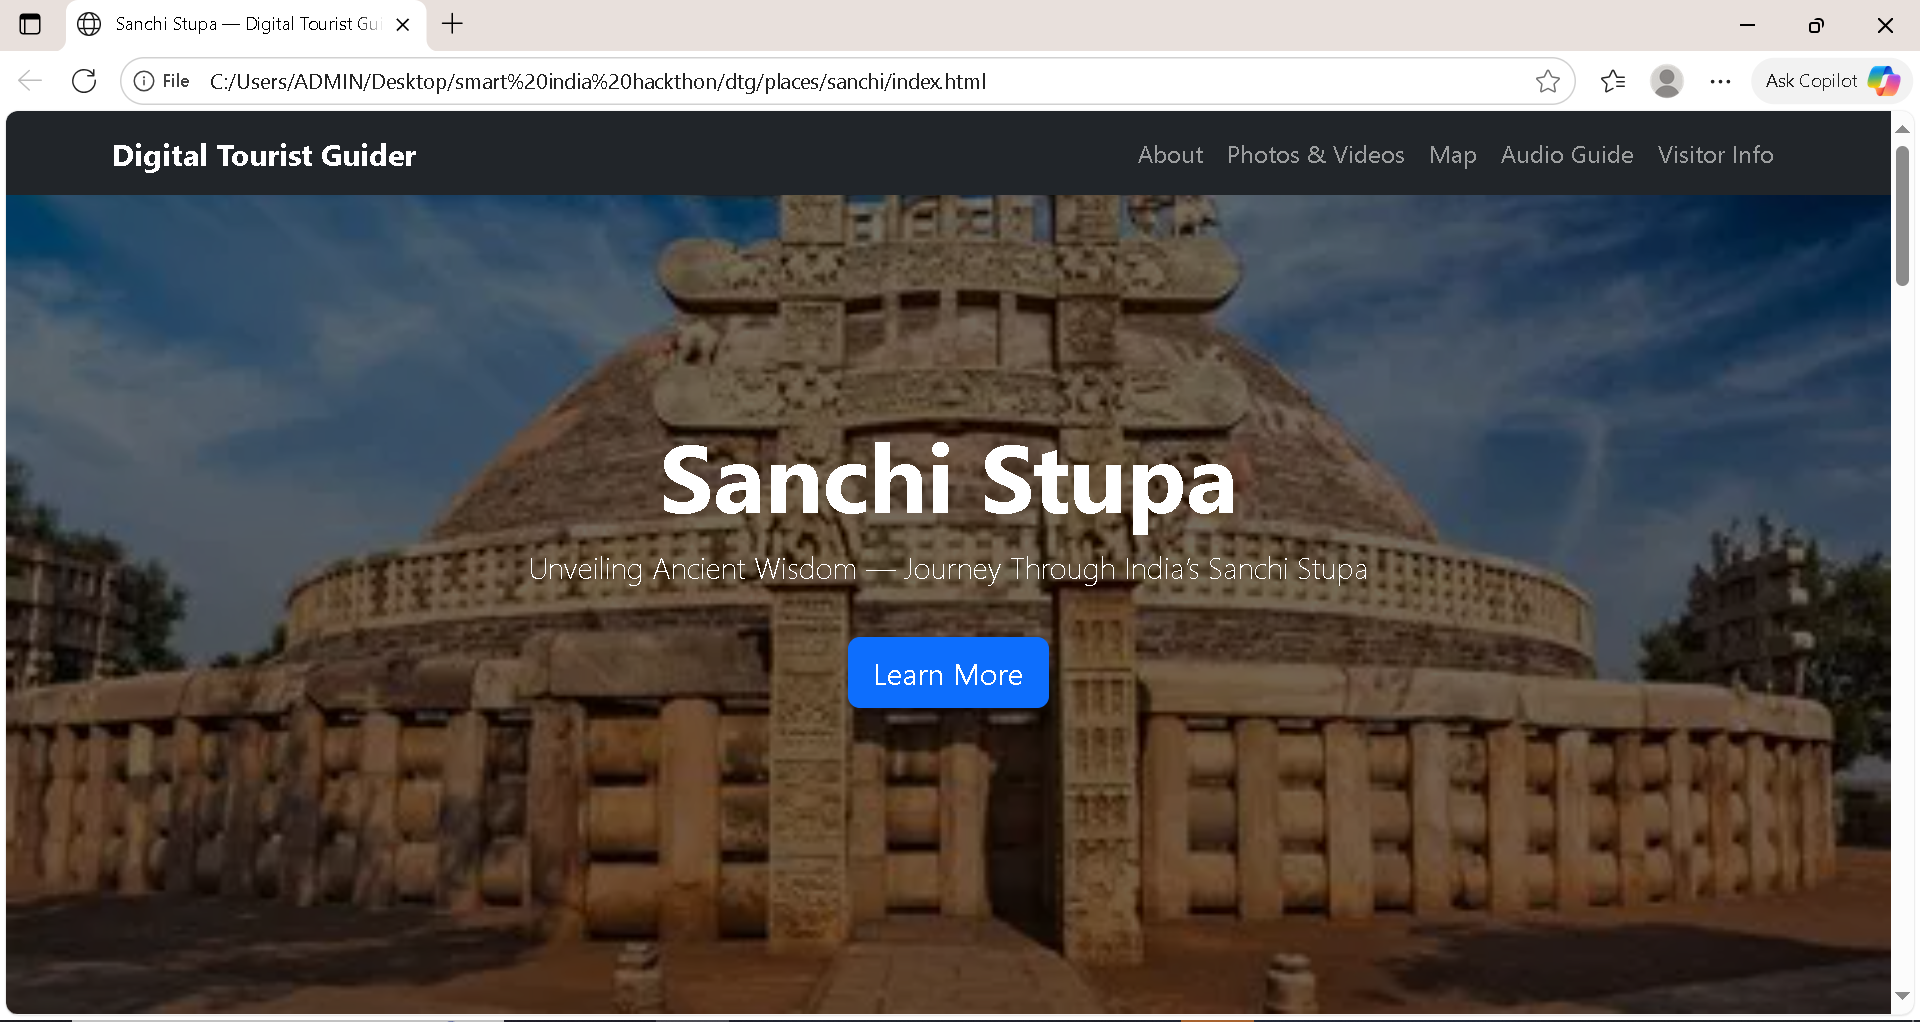 Sanchi Stupa — Digital Tourist Gui
File C:/Users/ADMIN/Desktop/smart%20india%20hackthon/dtg/places/sanchi/index.html
Ask Copilot
Digital Tourist Guider
About Photos & Videos Map Audio Guide Visitor Info
Sanchi Stupa
Unveiling Ancient Wisdom — Journey Through India’s Sanchi Stupa
Learn More